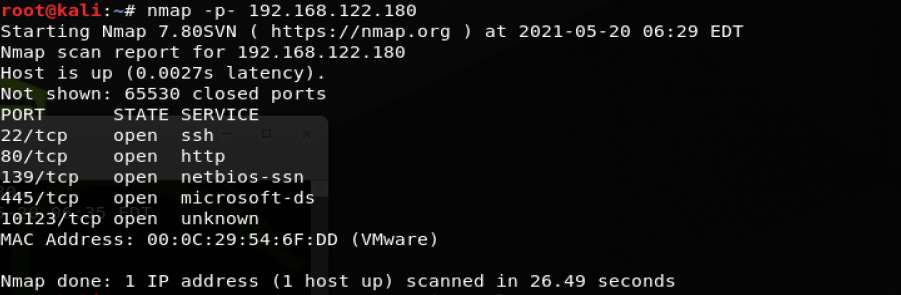 root@kali:~# nmap -p- 192.168.122.180
Starting Nmap 7.80SVN ( https://nmap.org ) at 2021-05-20 06:29 EDT
Nmap scan report for 192.168.122.180
Host is up (0.0027s latency).
Not shown: 65530 closed ports
PORT      STATE SERVICE
22/tcp    open  ssh
80/tcp    open  http
139/tcp   open  netbios-ssn
445/tcp   open  microsoft-ds
10123/tcp open  unknown
MAC Address: 00:0C:29:54:6F:DD (VMware)
Nmap done: 1 IP address (1 host up) scanned in 26.49 seconds